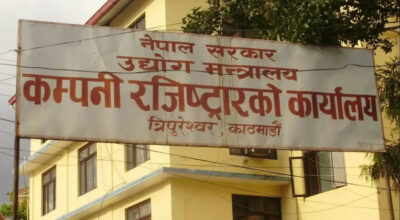 नेपाल सरकार
उद्योग मन्त्रालय
कम्पनी रजिष्ट्रारको कार्यालय
त्रिपुरेश्वर काठमाडौं